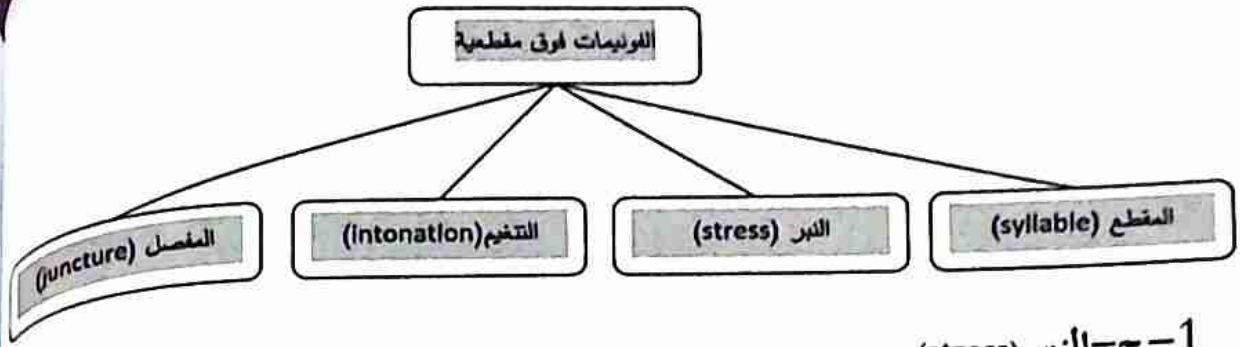 الفونيمات فوق مقطعية
المقطع (syllable)
النبر (stress)
التنغيم(intonation)
المفصل (juncture)
1-ج-النبر (stress)